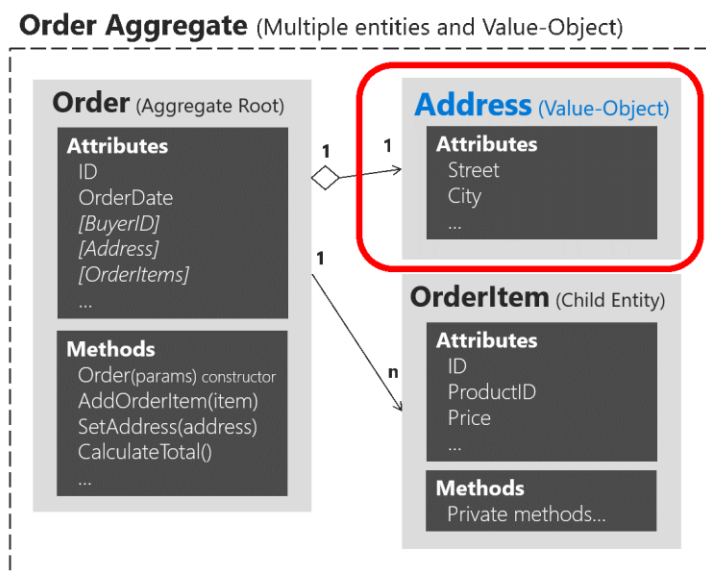 Order Aggregate (Multiple entities and Value-Object)
Order (Aggregate Root)
Attributes
ID
OrderDate
[BuyerID]
[Address]
[OrderItems]
...
Methods
Order(params) constructor
AddOrderItem(item)
SetAddress(address)
CalculateTotal()
...
1
1
1
n
Address (Value-Object)
Attributes
Street
City
...
OrderItem (Child Entity)
Attributes
ID
ProductID
Price
...
Methods
Private methods...